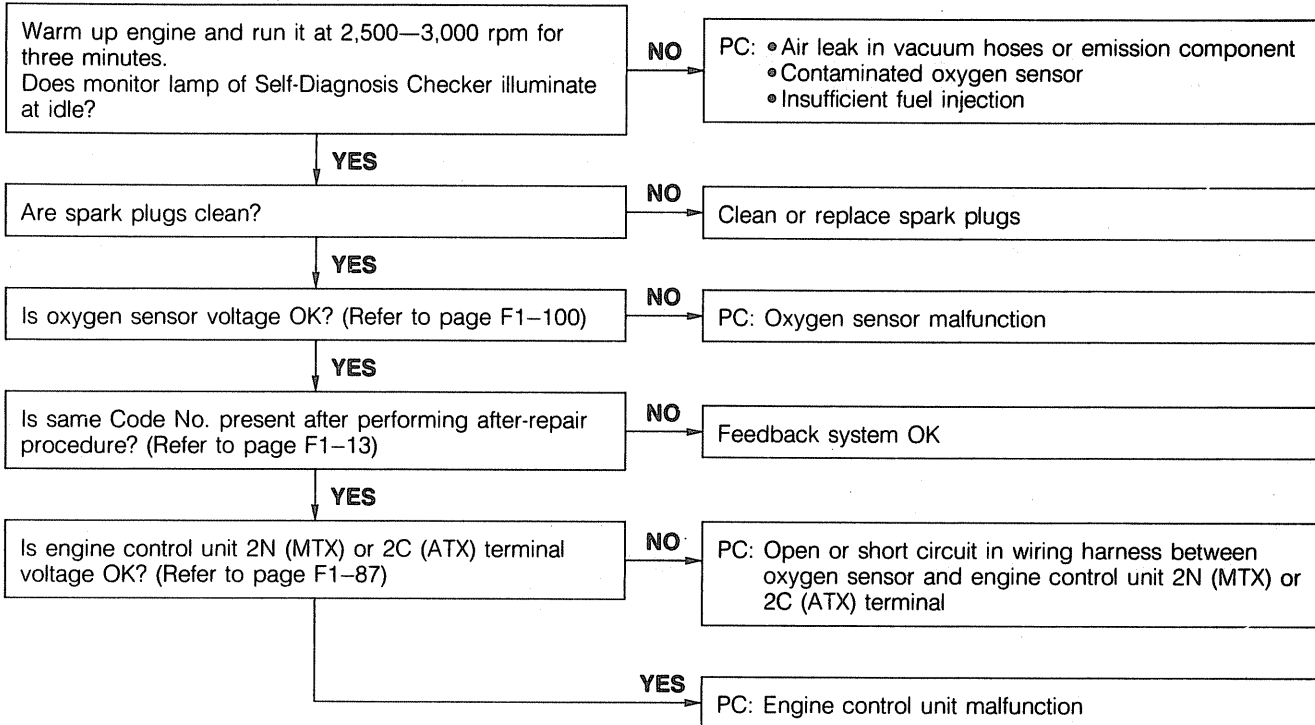 Warm up engine and run it at 2,500—3,000 rpm for
three minutes.
Does monitor lamp of Self-Diagnosis Checker illuminate
at idle?
NO
PC: • Air leak in vacuum hoses or emission component
• Contaminated oxygen sensor
• Insufficient fuel injection
YES
Are spark plugs clean?
NO
Clean or replace spark plugs
YES
Is oxygen sensor voltage OK? (Refer to page F1–100)
NO
PC: Oxygen sensor malfunction
YES
Is same Code No. present after performing after-repair
procedure? (Refer to page F1–13)
NO
Feedback system OK
YES
Is engine control unit 2N (MTX) or 2C (ATX) terminal
voltage OK? (Refer to page F1–87)
NO
PC: Open or short circuit in wiring harness between
oxygen sensor and engine control unit 2N (MTX) or
2C (ATX) terminal
YES
PC: Engine control unit malfunction